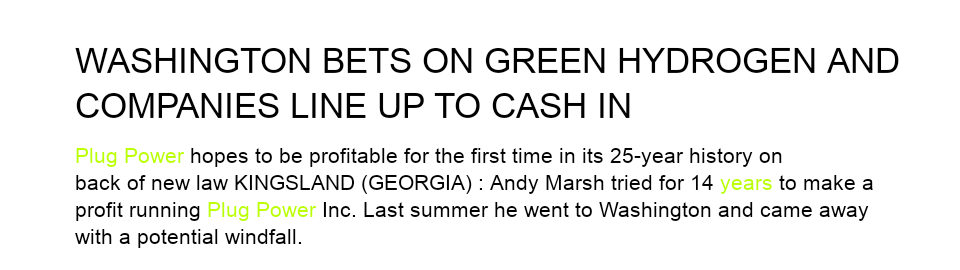 WASHINGTON BETS ON GREEN HYDROGEN AND
COMPANIES LINE UP TO CASH IN
Plug Power hopes to be profitable for the first time in its 25-year history on
back of new law KINGSLAND (GEORGIA) : Andy Marsh tried for 14 years to make a
profit running Plug Power Inc. Last summer he went to Washington and came away
with a potential windfall.